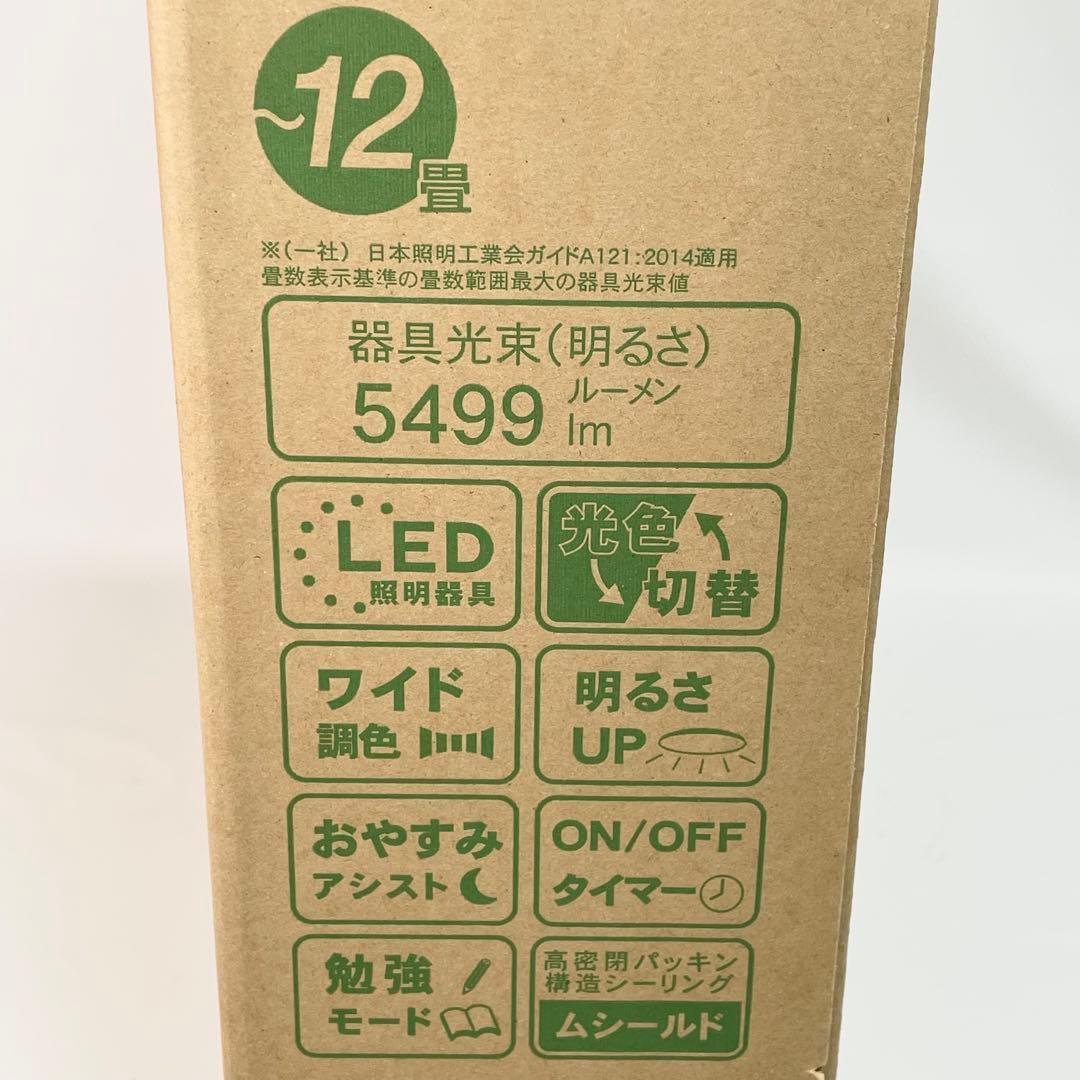 ~12畳
※(一社) 日本照明工業会ガイドA121:2014適用
畳数表示基準の畳数範囲最大の器具光束値
器具光束(明るさ)
5499 ルーメン
lm
LED
照明器具
光色
切替
ワイド
調色
明るさ
UP
おやすみ
アシスト
ON/OFF
タイマー
勉強
モード
高密閉パッキン
構造シーリング
ムシールド